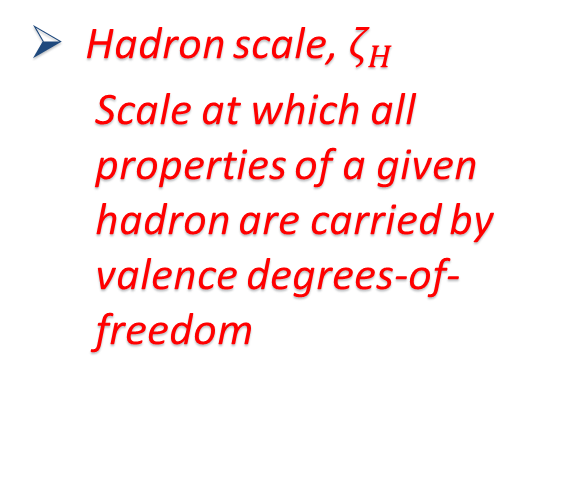 ➢ Hadron scale, ζ_H
Scale at which all
properties of a given
hadron are carried by
valence degrees-of-
freedom